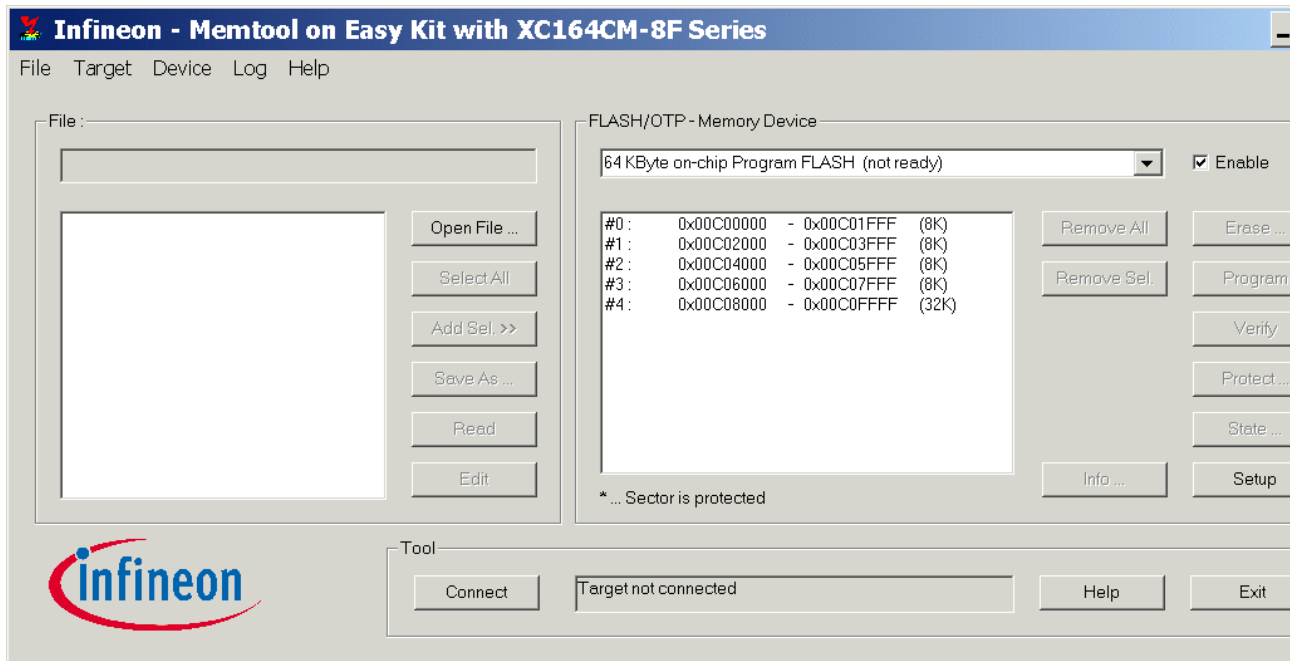 Infineon - Memtool on Easy Kit with XC164CM-8F Series
File Target Device Log Help
File :
Open File ...
Select All
Add Sel. >>
Save As ...
Read
Edit
FLASH/OTP - Memory Device
64 KByte on-chip Program FLASH (not ready)
Enable
#0 : 0x00C00000 - 0x00C01FFF (8K)
#1 : 0x00C02000 - 0x00C03FFF (8K)
#2 : 0x00C04000 - 0x00C05FFF (8K)
#3 : 0x00C06000 - 0x00C07FFF (8K)
#4 : 0x00C08000 - 0x00C0FFFF (32K)
* ... Sector is protected
Remove All
Remove Sel.
Info ...
Erase ...
Program
Verify
Protect ...
State ...
Setup
infineon
Tool
Connect
Target not connected
Help
Exit